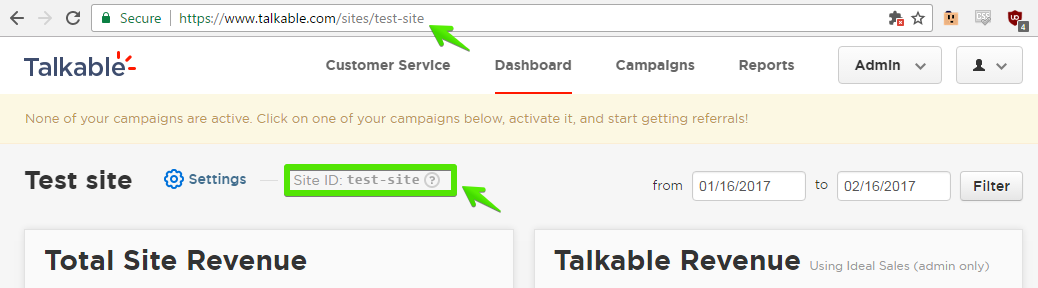 Secure https://www.talkable.com/sites/test-site
CSC
UD
4
Talkable
Customer Service Dashboard Campaigns Reports Admin
None of your campaigns are active. Click on one of your campaigns below, activate it, and start getting referrals!
Test site Settings Site ID: test-site ? from 01/16/2017 to 02/16/2017 Filter
Total Site Revenue
Talkable Revenue Using Ideal Sales (admin only)